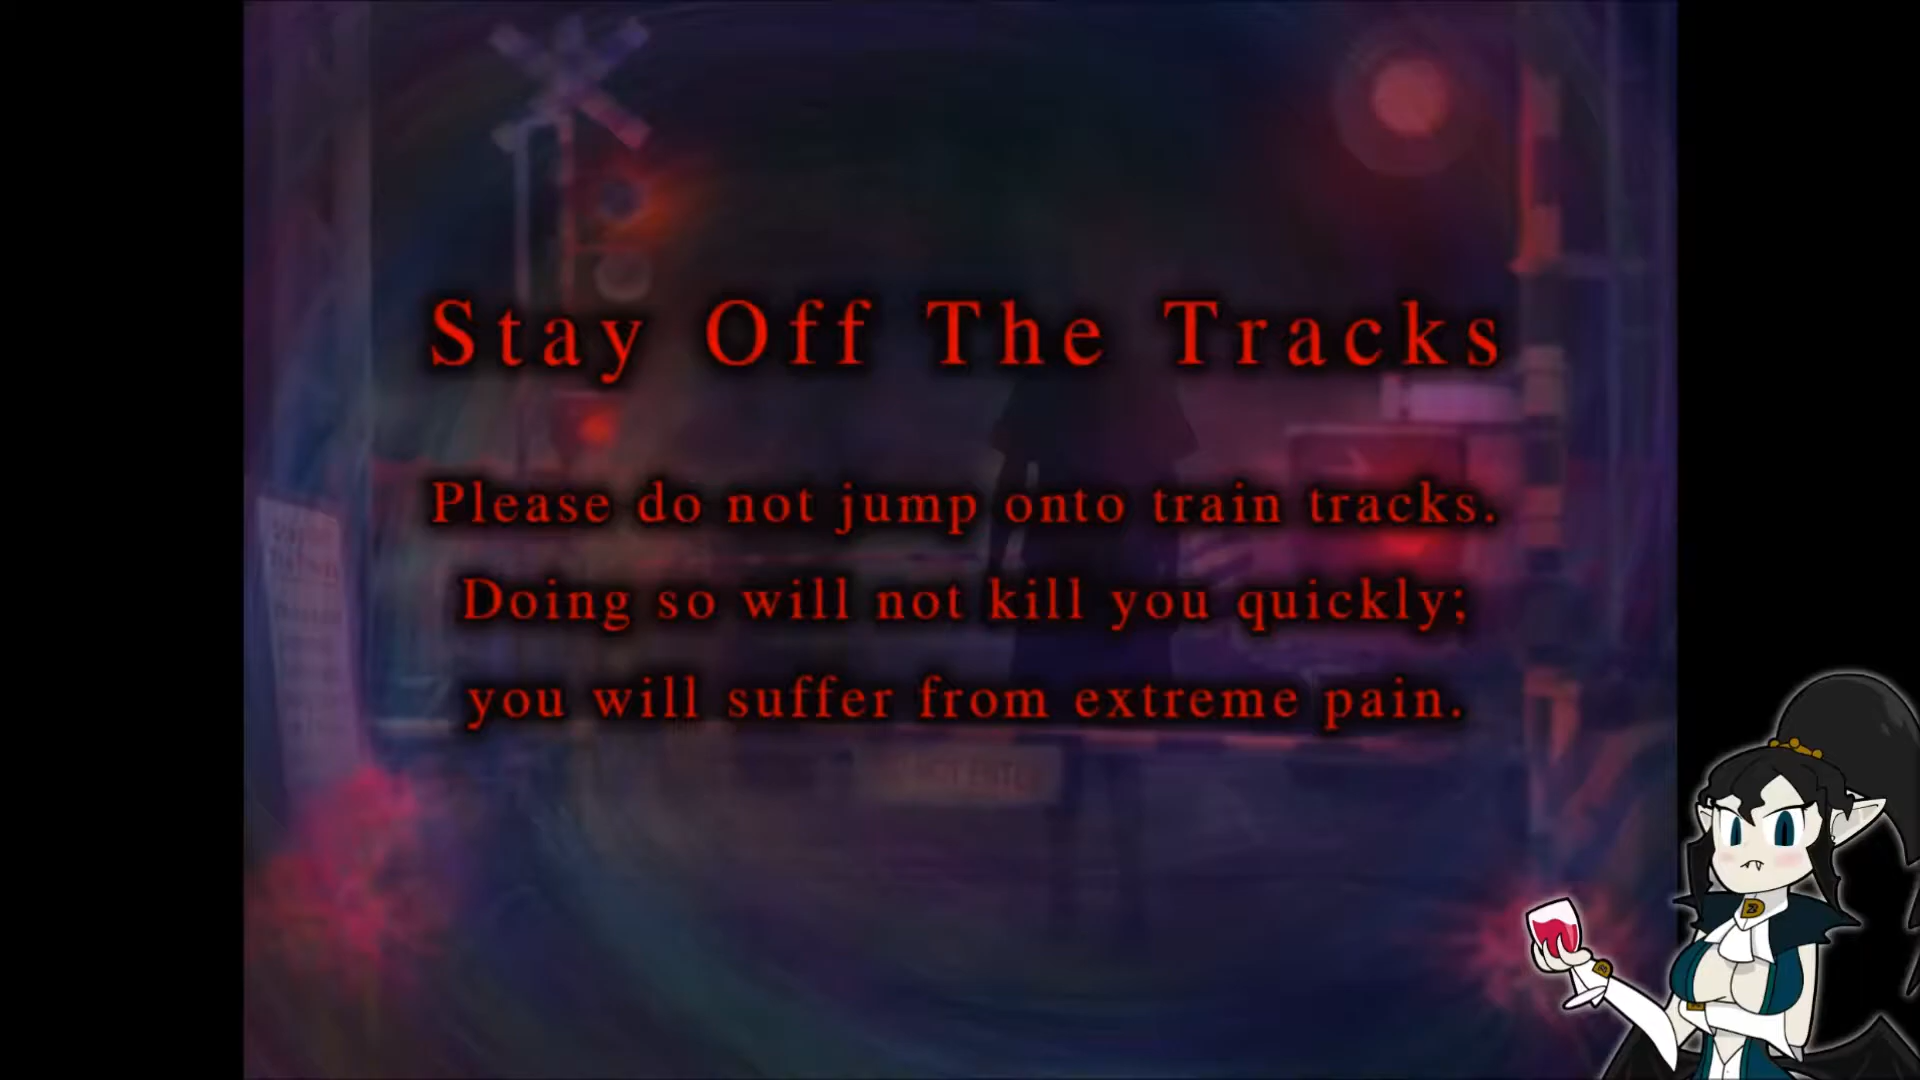 Stay Off The Tracks
Please do not jump onto train tracks.
Doing so will not kill you quickly;
you will suffer from extreme pain.